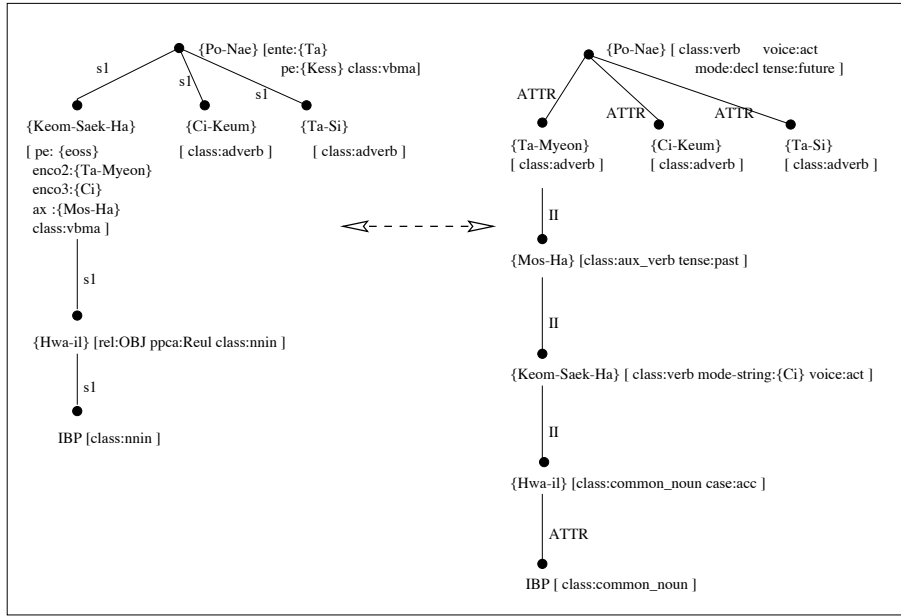 {Po-Nae} [ente:{Ta}
pe:{Kess} class:vbma]
s1
s1
s1
{Keom-Saek-Ha}
{Ci-Keum}
{Ta-Si}
[ pe: {eoss}
[ class:adverb ]
[ class:adverb ]
enco2:{Ta-Myeon}
enco3:{Ci}
ax :{Mos-Ha}
class:vbma ]
s1
{Hwa-il} [rel:OBJ ppca:Reul class:nnin ]
s1
IBP [class:nnin ]
{Po-Nae} [ class:verb voice:act
mode:decl tense:future ]
ATTR
ATTR
ATTR
{Ta-Myeon}
{Ci-Keum}
{Ta-Si}
[ class:adverb ]
[ class:adverb ]
[ class:adverb ]
II
{Mos-Ha} [class:aux_verb tense:past ]
II
{Keom-Saek-Ha} [ class:verb mode-string:{Ci} voice:act ]
II
{Hwa-il} [class:common_noun case:acc ]
ATTR
IBP [ class:common_noun ]